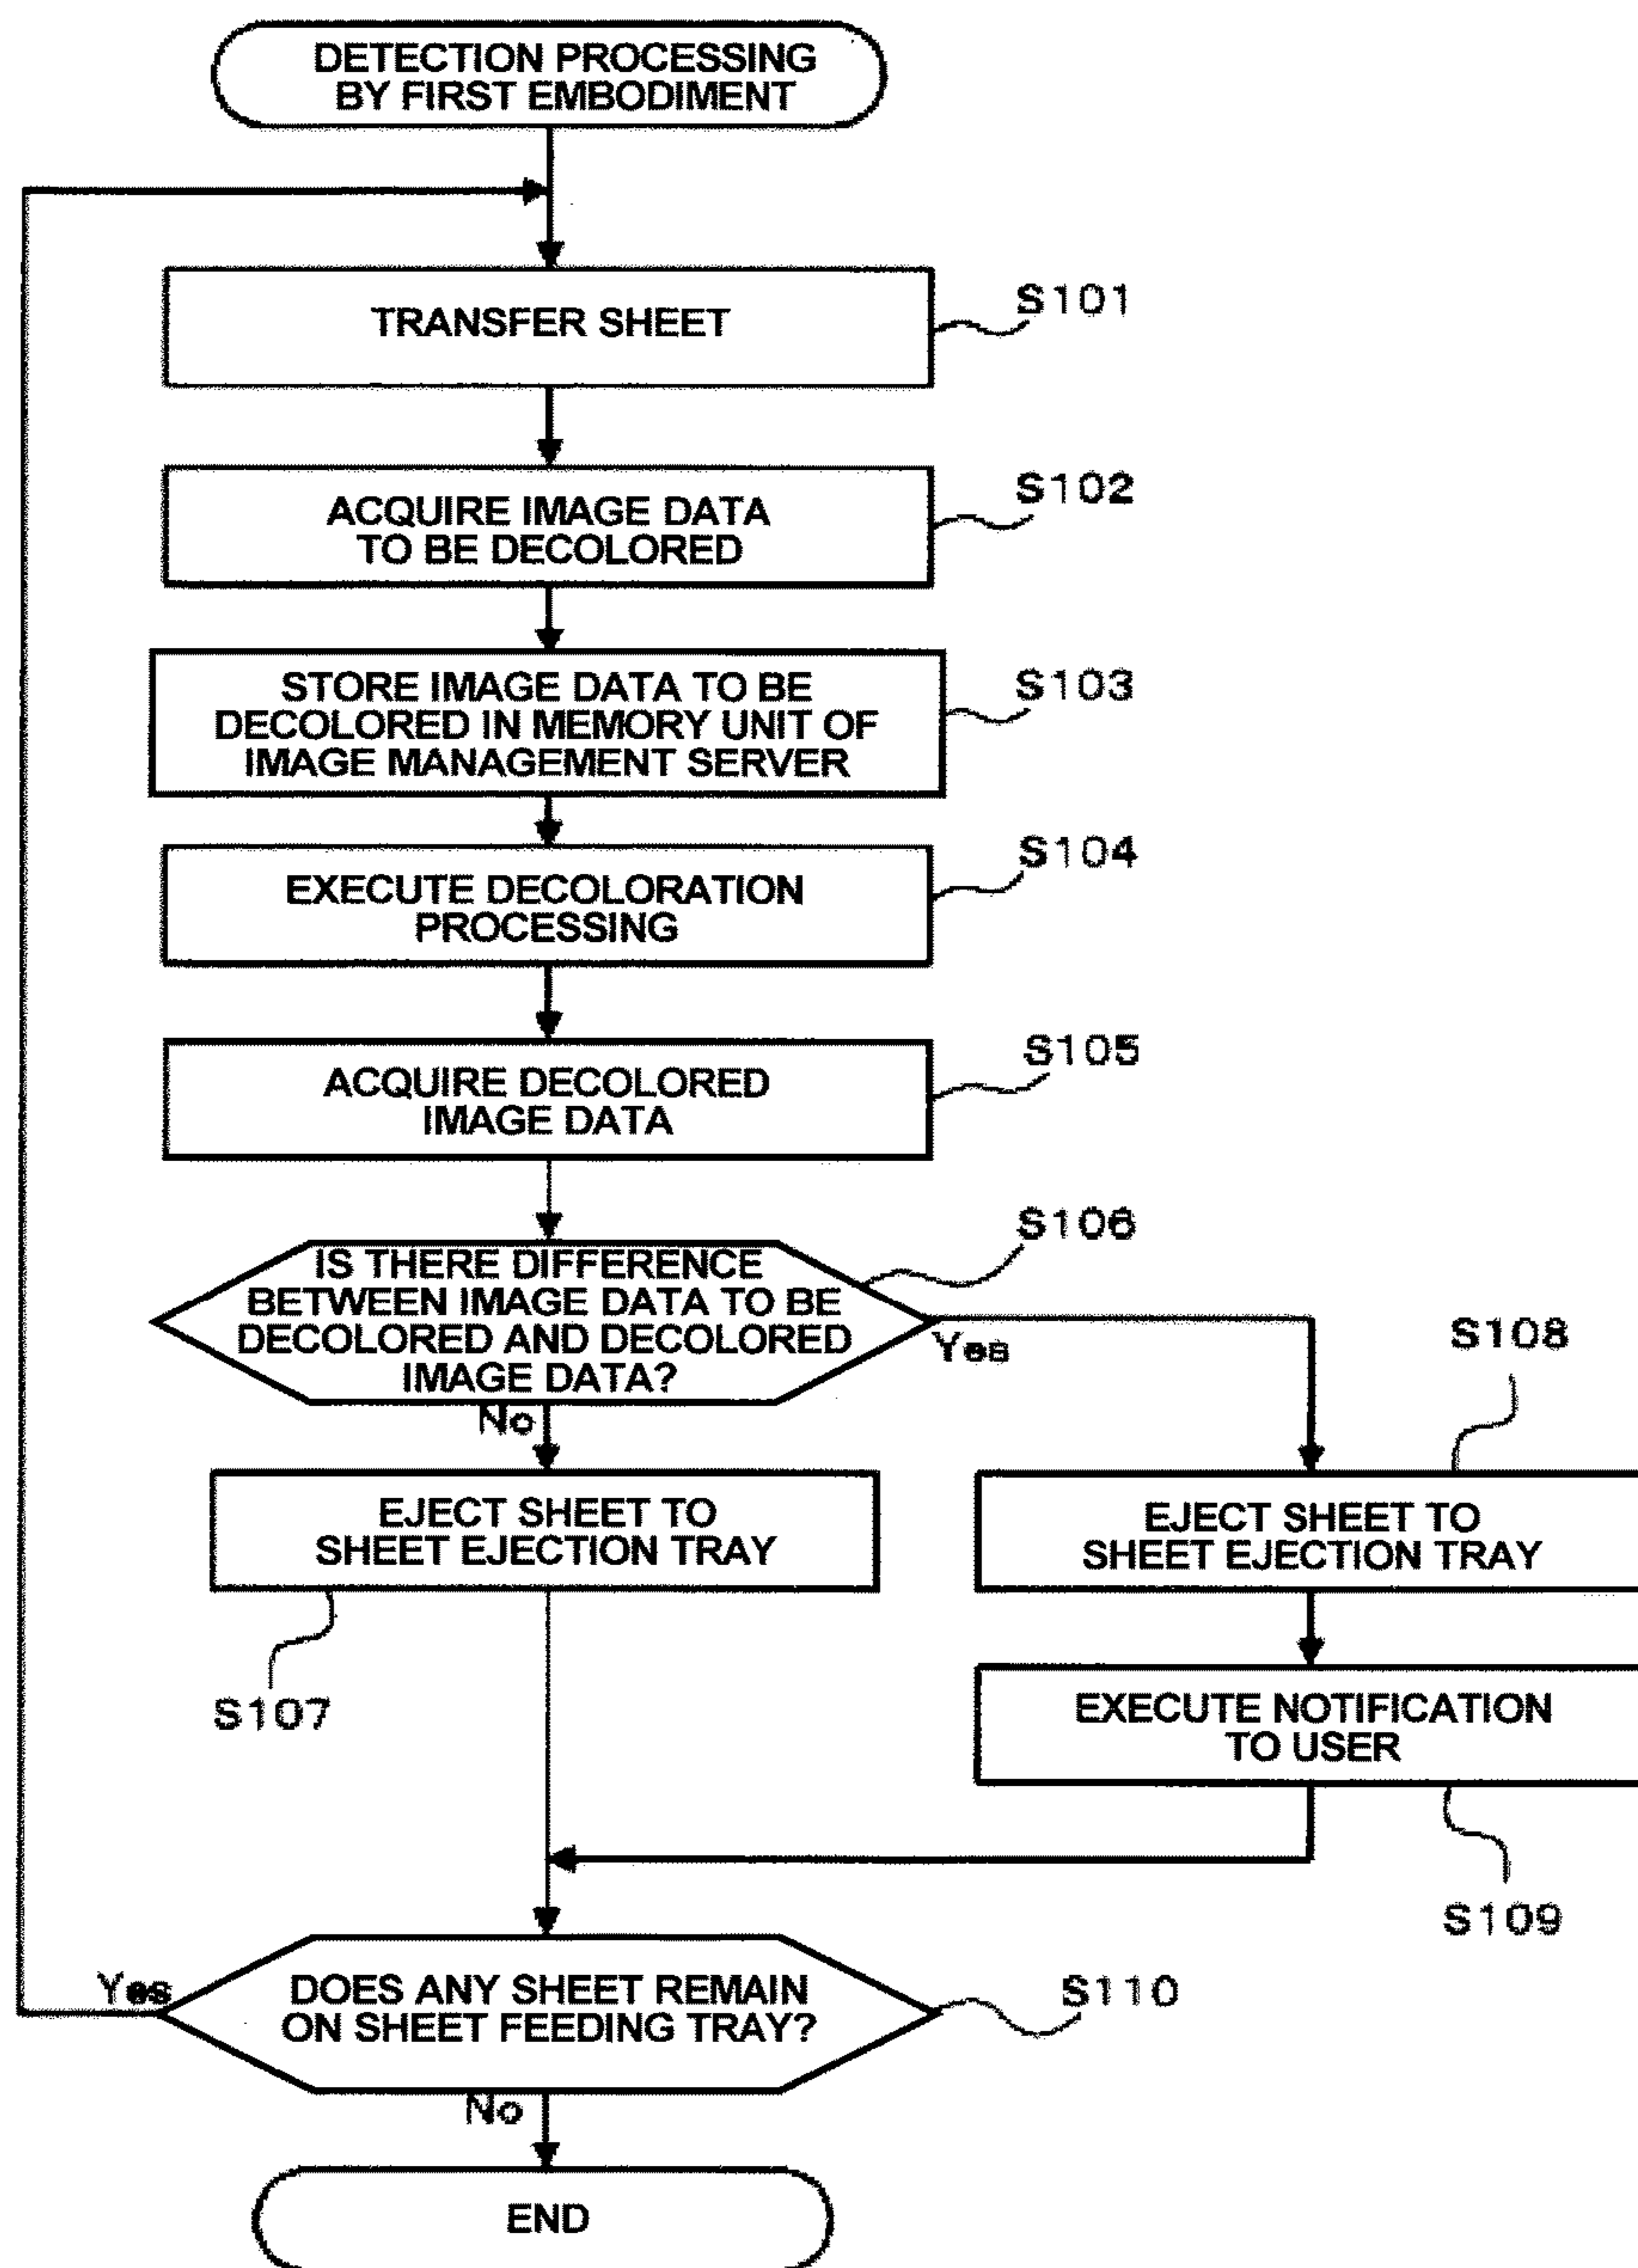 DETECTION PROCESSING
BY FIRST EMBODIMENT
TRANSFER SHEET
S101
ACQUIRE IMAGE DATA
TO BE DECOLORED
S102
STORE IMAGE DATA TO BE
DECOLORED IN MEMORY UNIT OF
IMAGE MANAGEMENT SERVER
S103
EXECUTE DECOLORATION
PROCESSING
S104
ACQUIRE DECOLORED
IMAGE DATA
S105
IS THERE DIFFERENCE
BETWEEN IMAGE DATA TO BE
DECOLORED AND DECOLORED
IMAGE DATA?
S106
Yes
No
EJECT SHEET TO
SHEET EJECTION TRAY
S107
S108
EJECT SHEET TO
SHEET EJECTION TRAY
EXECUTE NOTIFICATION
TO USER
S109
DOES ANY SHEET REMAIN
ON SHEET FEEDING TRAY?
S110
Yes
No
END